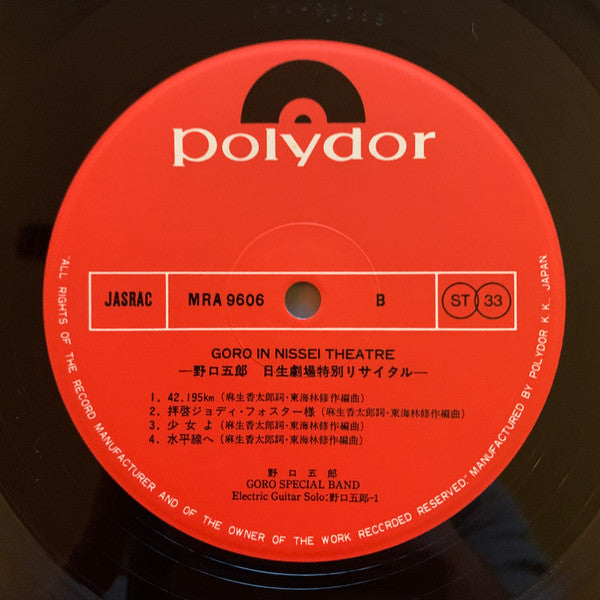 polydor
JASRAC MRA 9606 B ST 33
GORO IN NISSEI THEATRE
—野口五郎 日生劇場特別リサイタル—
1. 42.195km (麻生香太郎詞・東海林修作編曲)
2. 拝啓ジョディ・フォスター様 (麻生香太郎詞・東海林修作編曲)
3. 少女よ (麻生香太郎詞・東海林修作編曲)
4. 水平線へ (麻生香太郎詞・東海林修作編曲)
野口五郎
GORO SPECIAL BAND
Electric Guitar Solo:野口五郎-1
"ALL RIGHTS OF THE RECORD MANUFACTURER AND OF THE OWNER OF THE WORK RECORDED RESERVED" MANUFACTURED BY POLYDOR K.K., JAPAN